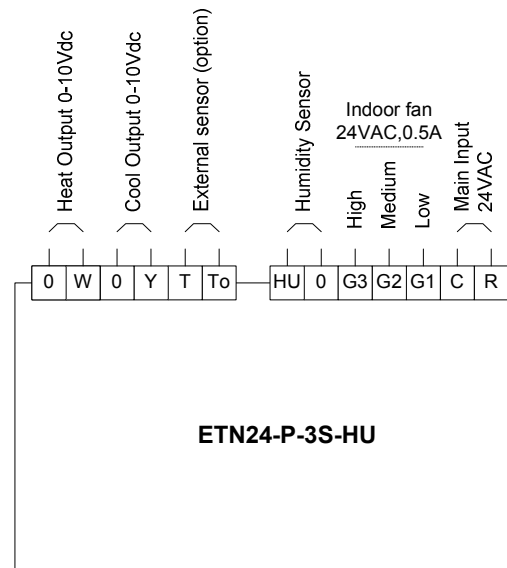 Heat Output 0-10Vdc
Cool Output 0-10Vdc
External sensor (option)
Humidity Sensor
Indoor fan
24VAC,0.5A
High
Medium
Low
Main Input
24VAC
0 W 0 Y T To HU 0 G3 G2 G1 C R
ETN24-P-3S-HU